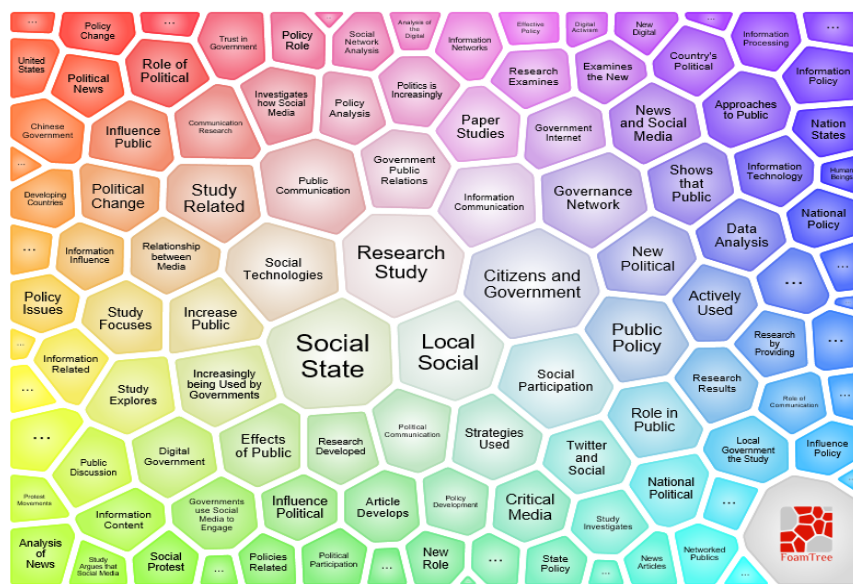 Policy
Change
Role of
Political
Trust in
Government
Policy
Role
Social
Network
Analysis
Analysis of
the
Digital
Information
Networks
Effective
Policy
Digital
Activism
New
Digital
Country's
Political
Information
Processing
...
United
States
Political
News
Investigates
how Social
Media
Policy
Analysis
Politics is
Increasingly
Research
Examines
Examines
the New
Information
Policy
Chinese
Government
Influence
Public
Communication
Research
Paper
Studies
Government
Internet
News
and Social
Media
Approaches
to Public
Nation
States
...
Developing
Countries
Political
Change
Study
Related
Public
Communication
Government
Public
Relations
Information
Communication
Governance
Network
Shows
that
Public
Information
Technology
Human
Beings
National
Policy
...
Information
Influence
Relationship
between
Media
Social
Technologies
Research
Study
Citizens and
Government
New
Political
Data
Analysis
...
...
Policy
Issues
Study
Focuses
Increase
Public
Social
State
Local
Social
Public
Policy
Actively
Used
Research
by
Providing
...
...
Information
Related
...
Study
Explores
Increasingly
being Used by
Governments
Social
Participation
Research
Results
Role of
Communication
...
...
Public
Discussion
Digital
Government
Effects
of Public
Research
Developed
Political
Communication
Strategies
Used
Twitter
and
Social
Role in
Public
Local
Government
the Study
Influence
Policy
Protest
Movements
Information
Content
Governments
use Social
Media to
Engage
Influence
Political
Article
Develops
Policy
Development
Critical
Media
Study
Investigates
National
Political
...
Analysis
of
News
Study
Argues that
Social Media
Social
Protest
...
Policies
Related
Political
Participation
...
New
Role
...
State
Policy
...
News
Articles
Networked
Publics
...
FoamTree